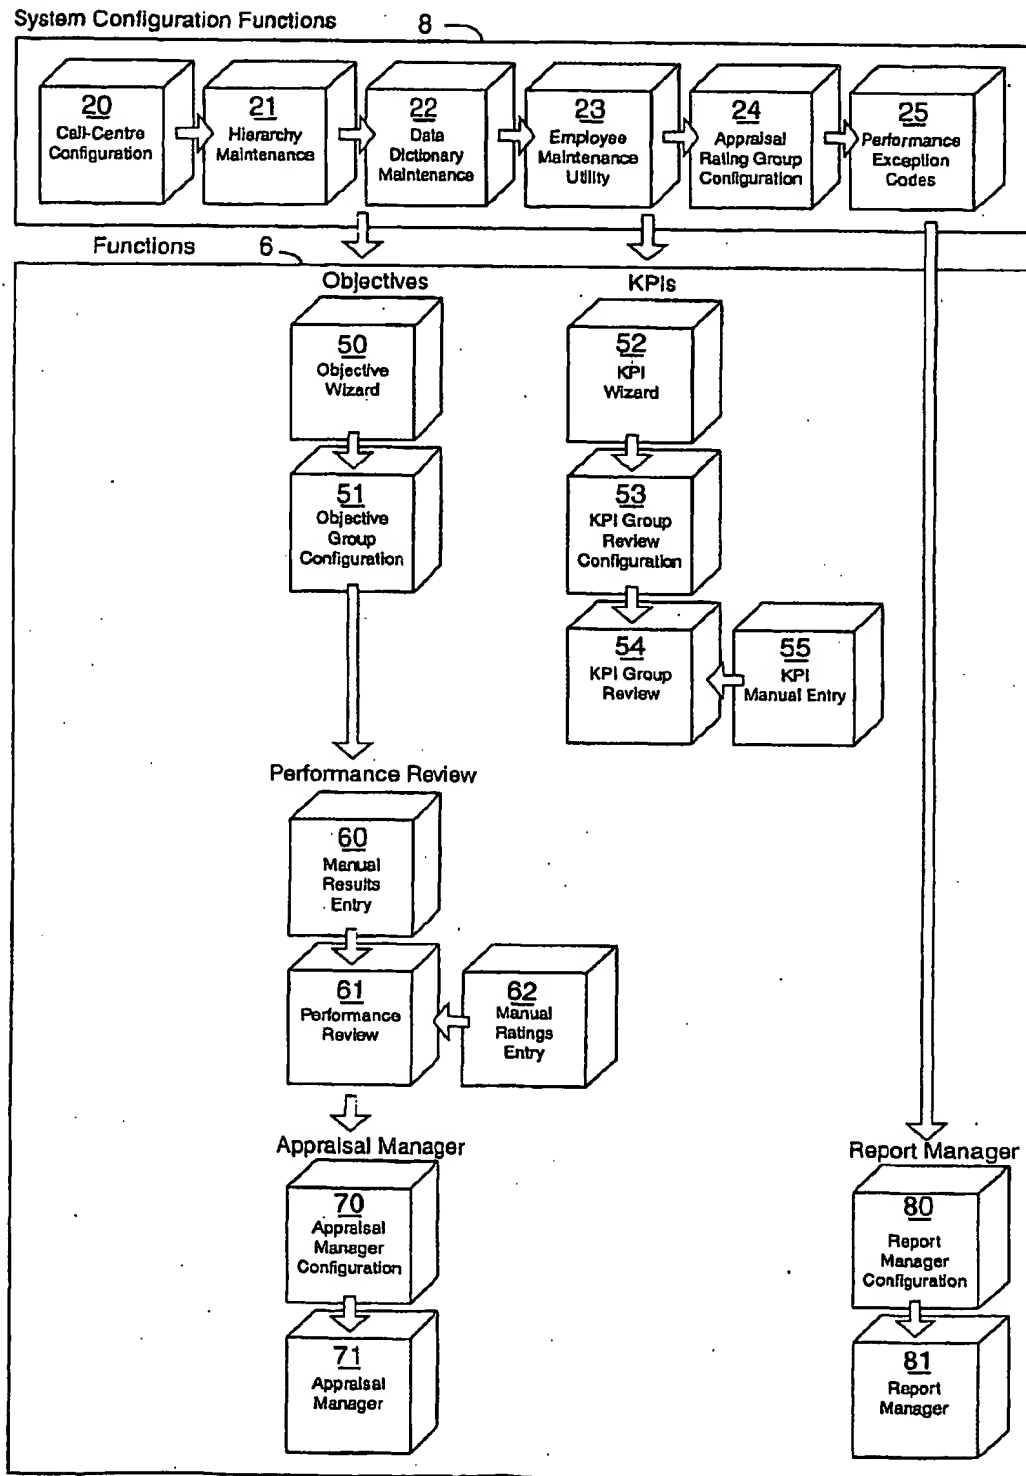 System Configuration Functions
8
20
Call-Centre
Configuration
21
Hierarchy
Maintenance
22
Data
Dictionary
Maintenance
23
Employee
Maintenance
Utility
24
Appraisal
Rating Group
Configuration
25
Performance
Exception
Codes
Functions
6
Objectives
KPIs
50
Objective
Wizard
52
KPI
Wizard
51
Objective
Group
Configuration
53
KPI Group
Review
Configuration
54
KPI Group
Review
55
KPI
Manual Entry
Performance Review
60
Manual
Results
Entry
61
Performance
Review
62
Manual
Ratings
Entry
Appraisal Manager
Report Manager
70
Appraisal
Manager
Configuration
80
Report
Manager
Configuration
71
Appraisal
Manager
81
Report
Manager